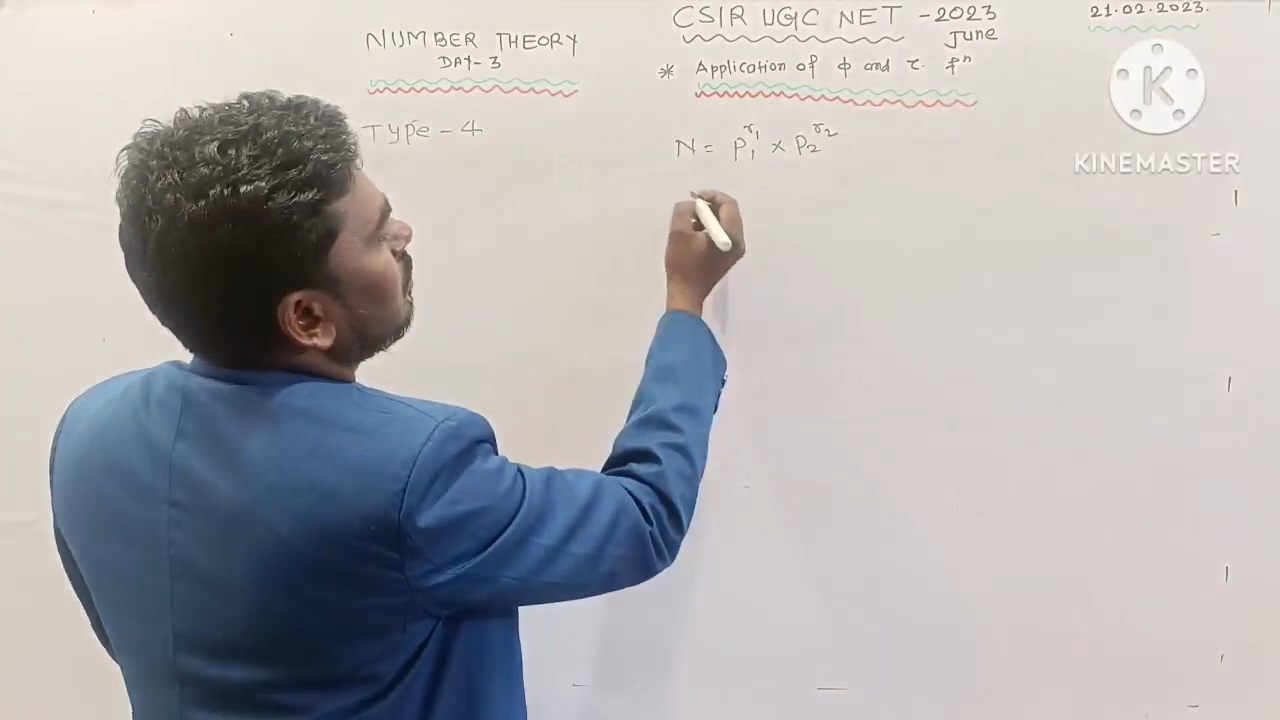 NUMBER THEORY
DAY-3
Type-4
CSIR UGC NET -2023
June
* Application of ϕ and τ. fⁿ
N = P₁^r₁ × P₂^r₂
21.02.2023.
K
KINEMASTER